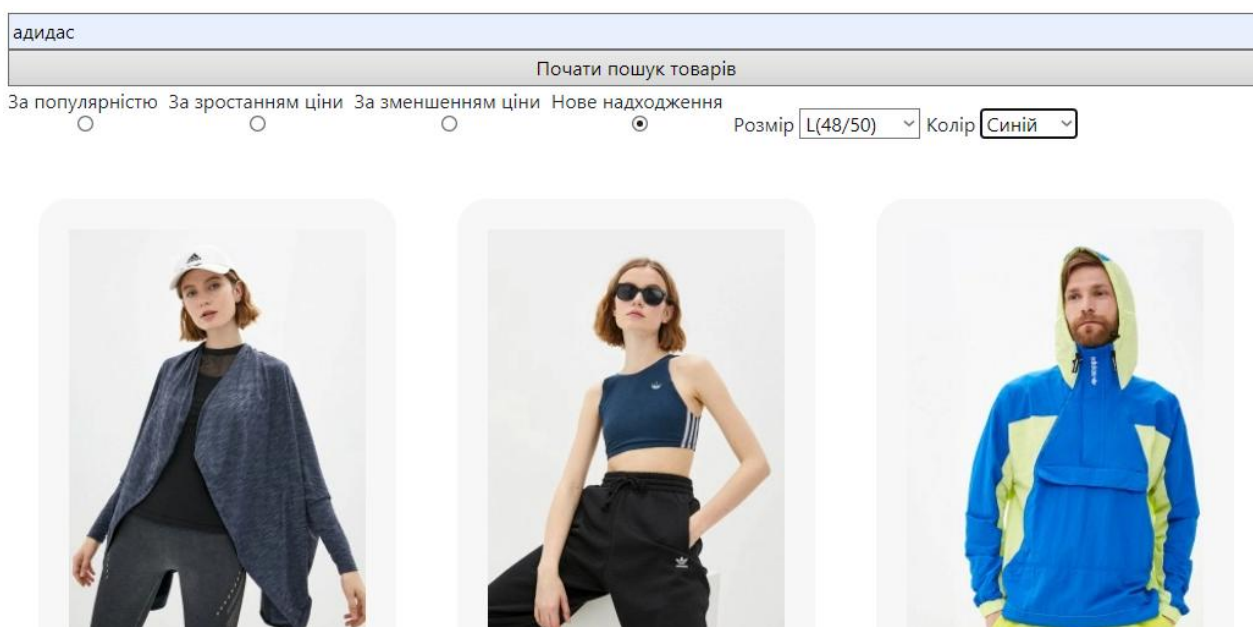 адидас
Почати пошук товарів
За популярністю За зростанням ціни За зменшенням ціни Нове надходження
Розмір L(48/50) Колір Синій
adidas